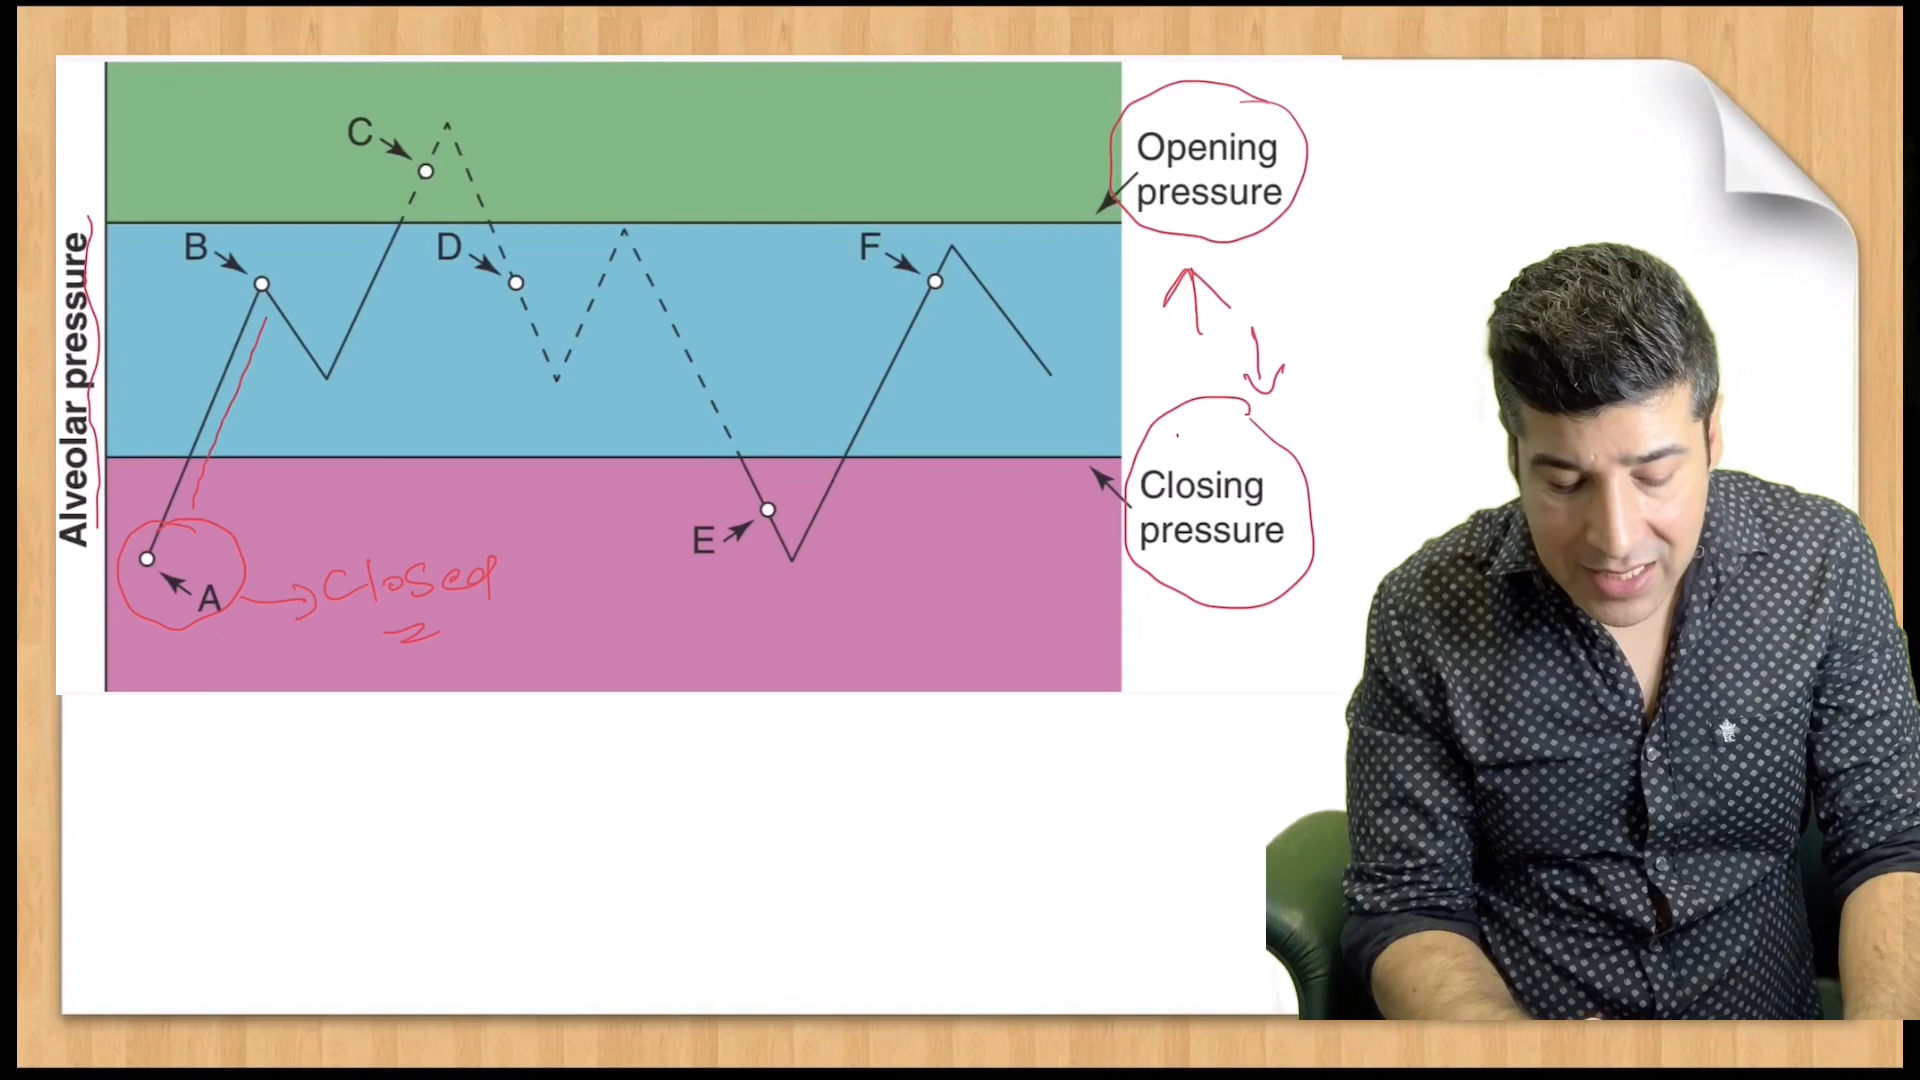 Alveolar pressure
C
B
D
F
E
A
Closed
Opening
pressure
Closing
pressure